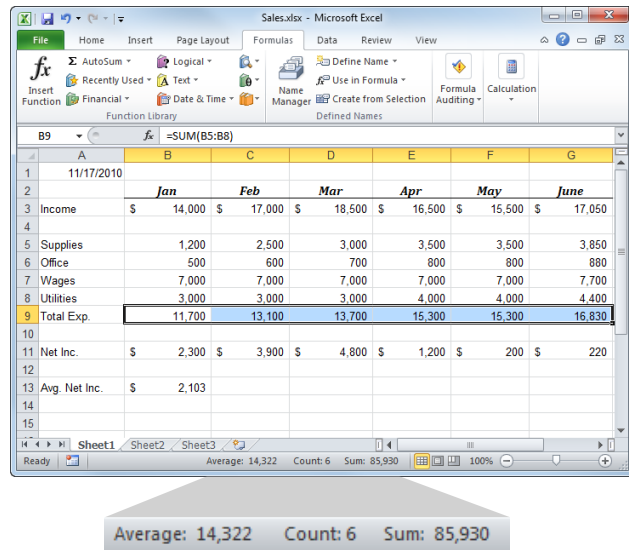 Sales.xlsx - Microsoft Excel
File Home Insert Page Layout Formulas Data Review View
fx Insert Function
Σ AutoSum Logical
Recently Used Text
Financial Date & Time
Function Library
Name Manager
Define Name
Use in Formula
Create from Selection
Defined Names
Formula Auditing
Calculation
B9 fx =SUM(B5:B8)
A B C D E F G
1 11/17/2010
2 Jan Feb Mar Apr May June
3 Income $ 14,000 $ 17,000 $ 18,500 $ 16,500 $ 15,500 $ 17,050
4
5 Supplies 1,200 2,500 3,000 3,500 3,500 3,850
6 Office 500 600 700 800 800 880
7 Wages 7,000 7,000 7,000 7,000 7,000 7,700
8 Utilities 3,000 3,000 3,000 4,000 4,000 4,400
9 Total Exp. 11,700 13,100 13,700 15,300 15,300 16,830
10
11 Net Inc. $ 2,300 $ 3,900 $ 4,800 $ 1,200 $ 200 $ 220
12
13 Avg. Net Inc. $ 2,103
14
15
Sheet1 Sheet2 Sheet3
Ready Average: 14,322 Count: 6 Sum: 85,930 100%
Average: 14,322 Count: 6 Sum: 85,930